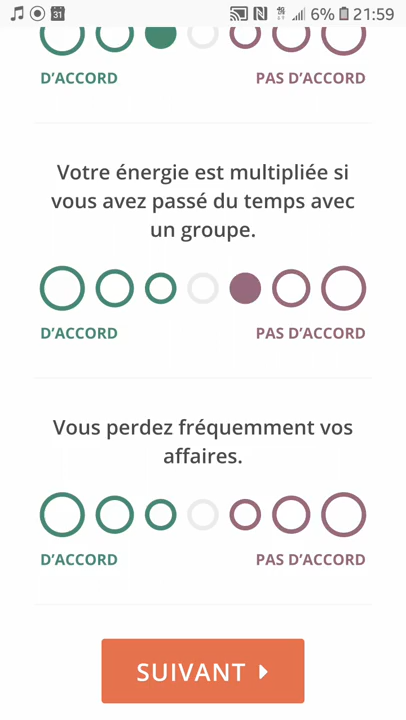 31
6% 21:59
D'ACCORD PAS D'ACCORD
Votre énergie est multipliée si
vous avez passé du temps avec
un groupe.
D'ACCORD PAS D'ACCORD
Vous perdez fréquemment vos
affaires.
D'ACCORD PAS D'ACCORD
SUIVANT